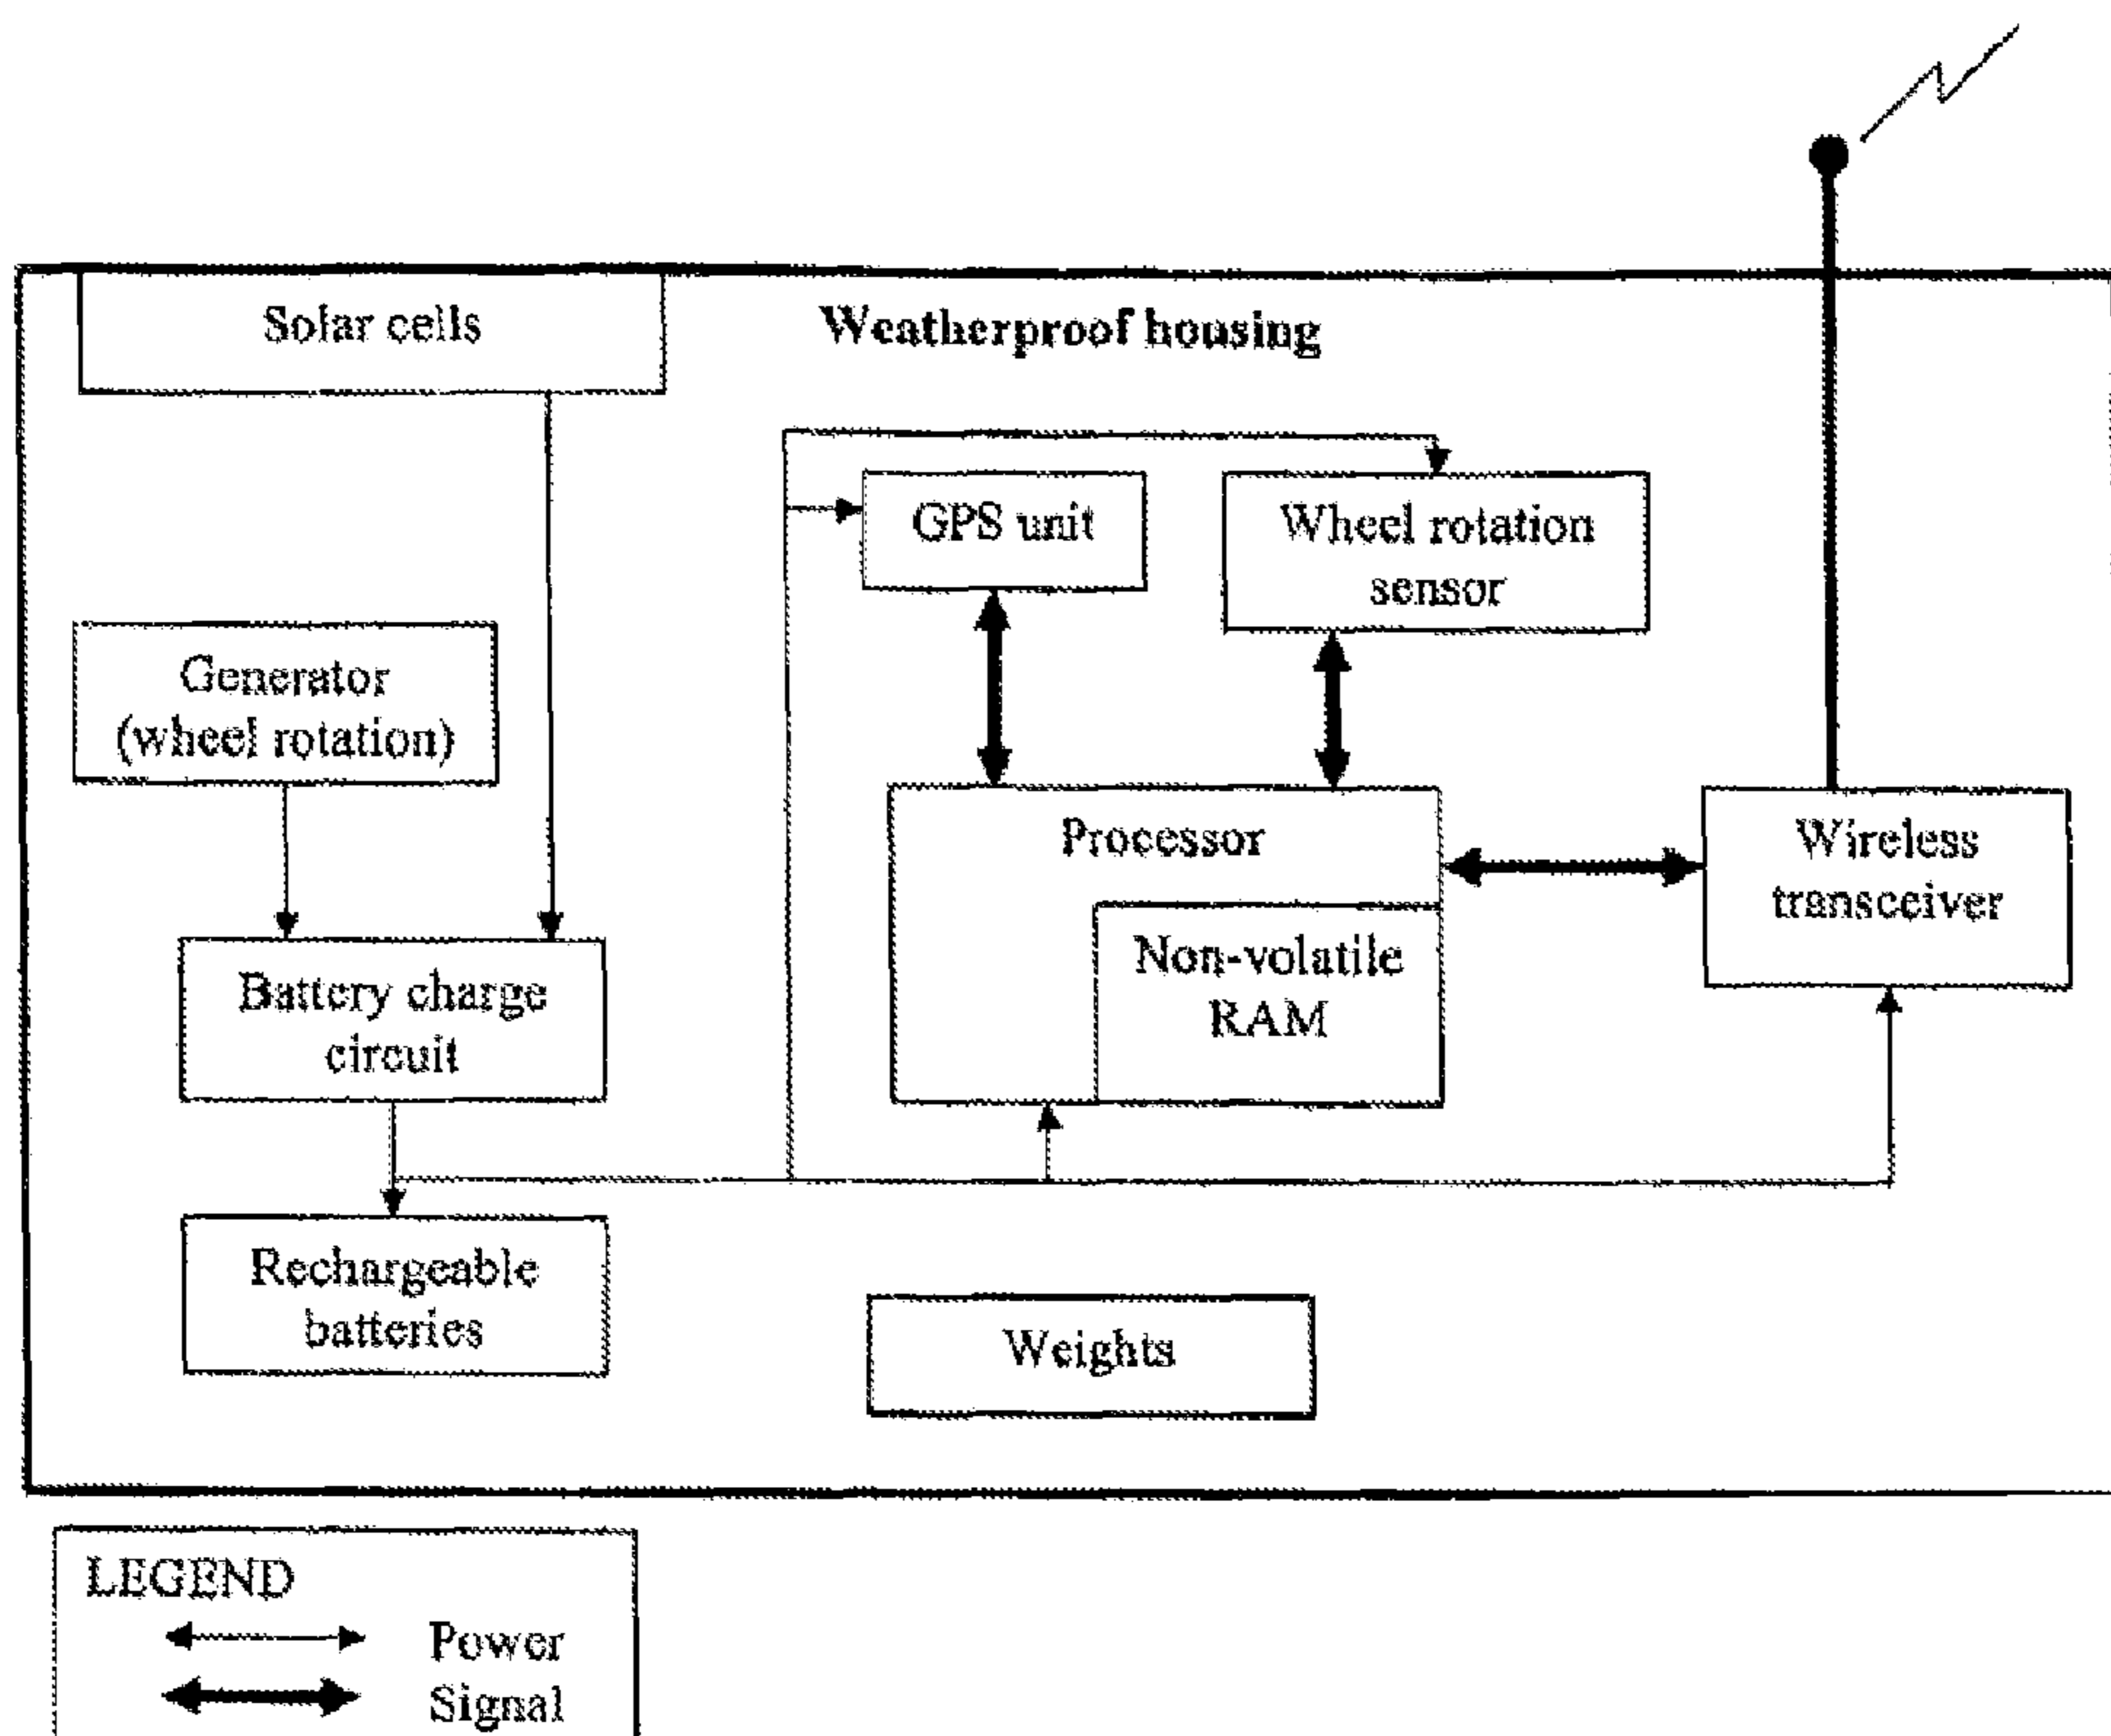 Solar cells
Weatherproof housing
GPS unit
Wheel rotation
sensor
Generator
(wheel rotation)
Processor
Wireless
transceiver
Non-volatile
RAM
Battery charge
circuit
Rechargeable
batteries
Weights
LEGEND
Power
Signal